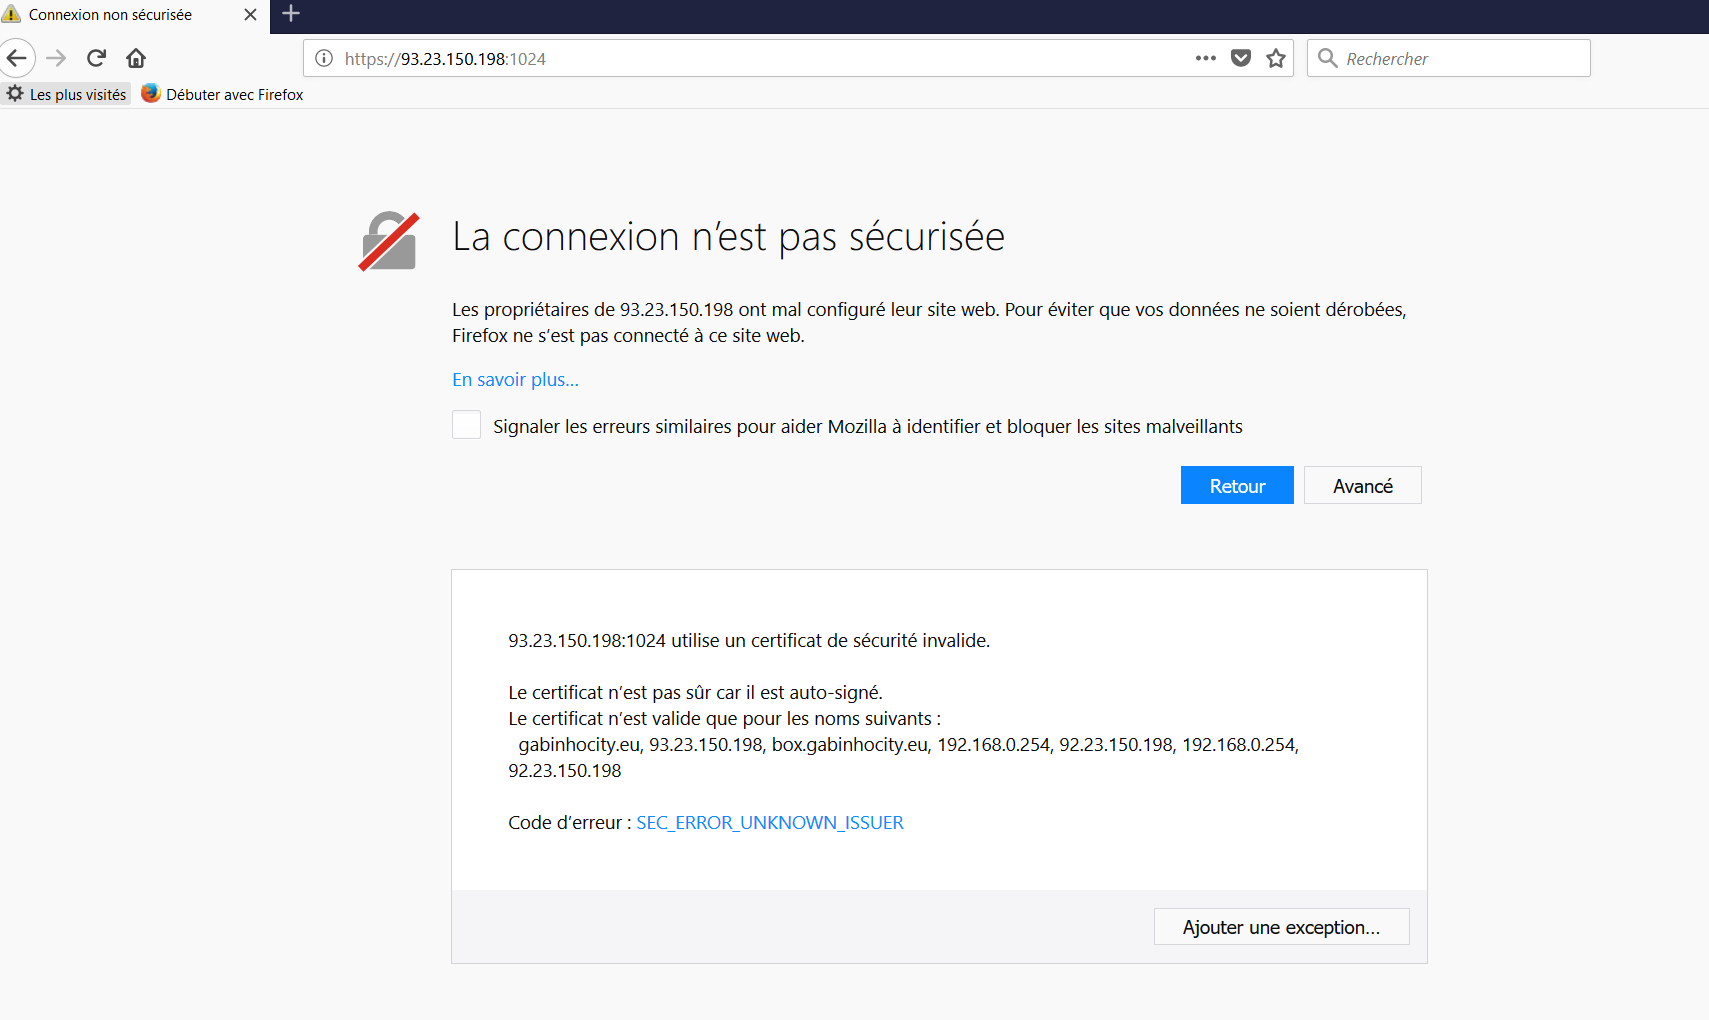 Connexion non sécurisée
https://93.23.150.198:1024
Rechercher
Les plus visités
Débuter avec Firefox
La connexion n’est pas sécurisée
Les propriétaires de 93.23.150.198 ont mal configuré leur site web. Pour éviter que vos données ne soient dérobées,
Firefox ne s’est pas connecté à ce site web.
En savoir plus…
Signaler les erreurs similaires pour aider Mozilla à identifier et bloquer les sites malveillants
Retour
Avancé
93.23.150.198:1024 utilise un certificat de sécurité invalide.
Le certificat n’est pas sûr car il est auto-signé.
Le certificat n’est valide que pour les noms suivants :
gabinhocity.eu, 93.23.150.198, box.gabinhocity.eu, 192.168.0.254, 92.23.150.198, 192.168.0.254,
92.23.150.198
Code d’erreur : SEC_ERROR_UNKNOWN_ISSUER
Ajouter une exception…